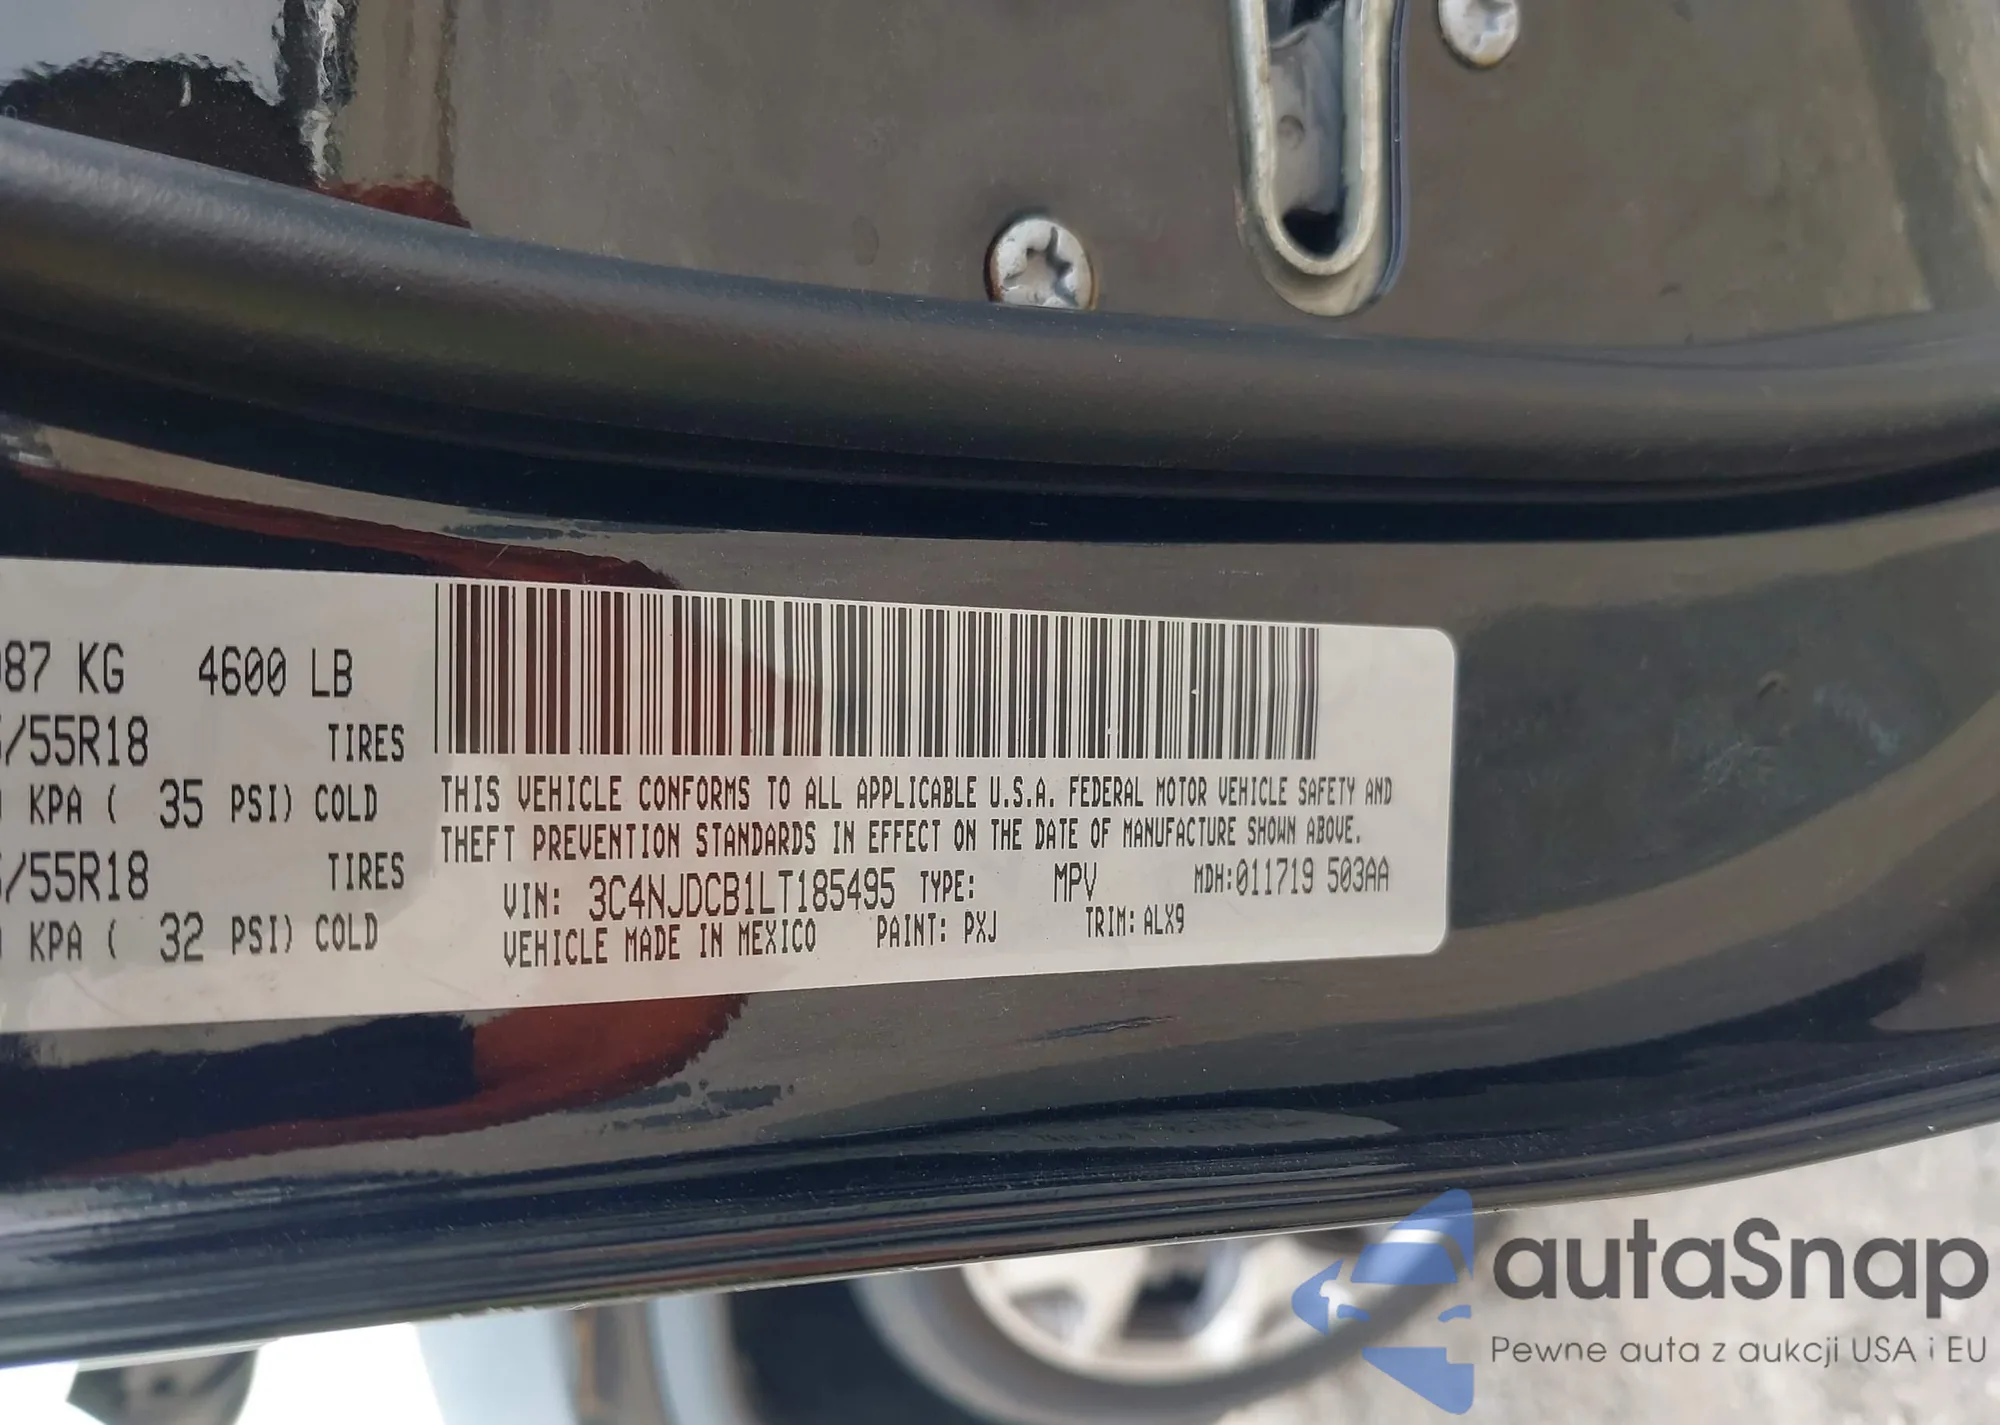 087 KG 4600 LB
/55R18 TIRES
KPA ( 35 PSI) COLD
/55R18 TIRES
KPA ( 32 PSI) COLD
THIS VEHICLE CONFORMS TO ALL APPLICABLE U.S.A. FEDERAL MOTOR VEHICLE SAFETY AND
THEFT PREVENTION STANDARDS IN EFFECT ON THE DATE OF MANUFACTURE SHOWN ABOVE.
VIN: 3C4NJDCB1LT185495 TYPE: MPV MDH:011719 503AA
VEHICLE MADE IN MEXICO PAINT: PXJ TRIM: ALX9
autaSnap
Pewne auta z aukcji USA i EU